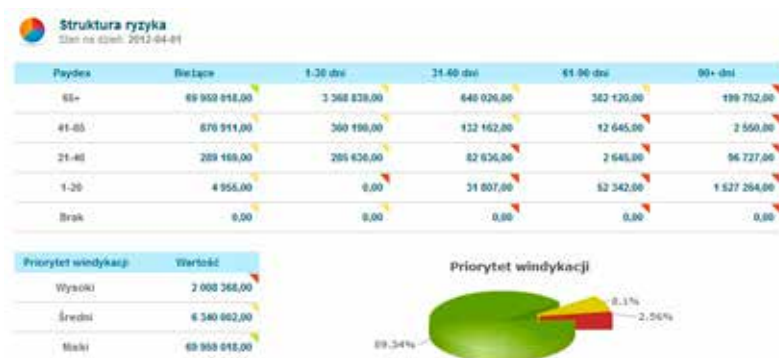 Struktura ryzyka
Stan na dzień: 2012-04-01
Paydex Bieżące 1-30 dni 31-60 dni 61-90 dni 90+ dni
66+ 69 959 018,00 3 368 839,00 640 026,00 382 120,00 199 752,00
41-65 876 911,00 360 190,00 132 162,00 12 645,00 2 550,00
21-40 289 169,00 285 630,00 82 636,00 2 645,00 96 727,00
1-20 4 955,00 0,00 31 807,00 52 342,00 1 527 264,00
Brak 0,00 0,00 0,00 0,00 0,00
Priorytet windykacji Wartość
Wysoki 2 008 368,00
Średni 6 340 002,00
Niski 69 959 018,00
Priorytet windykacji
8.1%
2.56%
89.34%